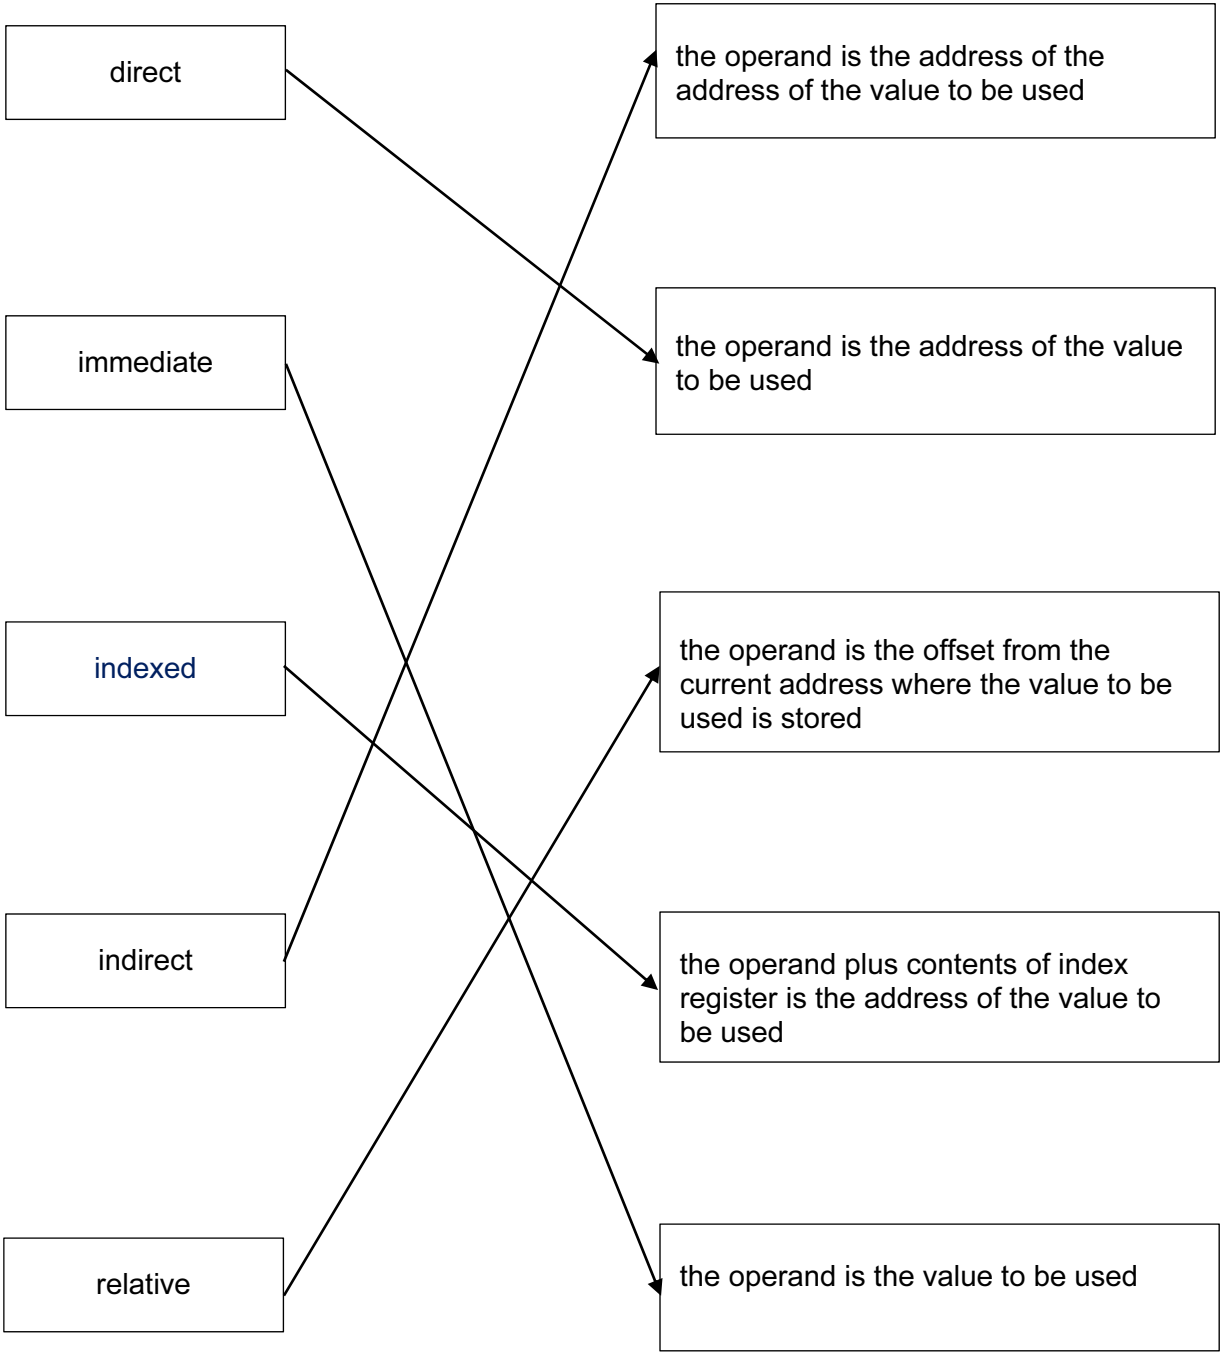 direct
the operand is the address of the
address of the value to be used
immediate
the operand is the address of the value
to be used
indexed
the operand is the offset from the
current address where the value to be
used is stored
indirect
the operand plus contents of index
register is the address of the value to
be used
relative
the operand is the value to be used